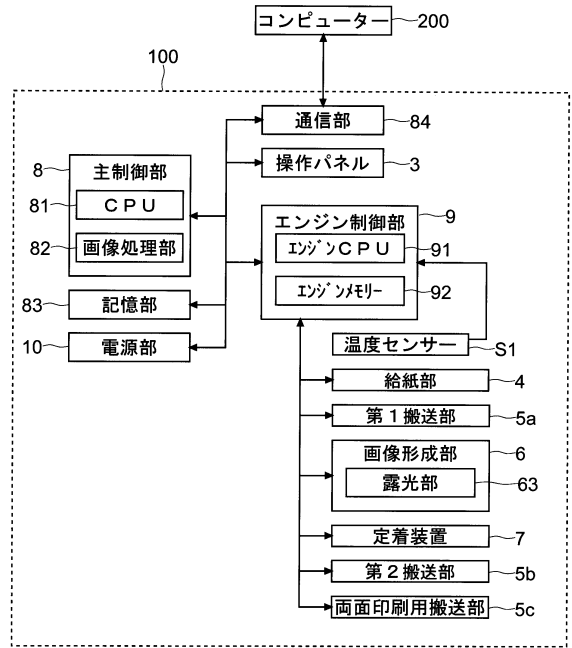 コンピューター 200
100
通信部 84
操作パネル 3
8 主制御部
81 CPU
82 画像処理部
83 記憶部
10 電源部
エンジン制御部 9
エンジンCPU 91
エンジンメモリー 92
温度センサー S1
給紙部 4
第1搬送部 5a
画像形成部 6
露光部 63
定着装置 7
第2搬送部 5b
両面印刷用搬送部 5c